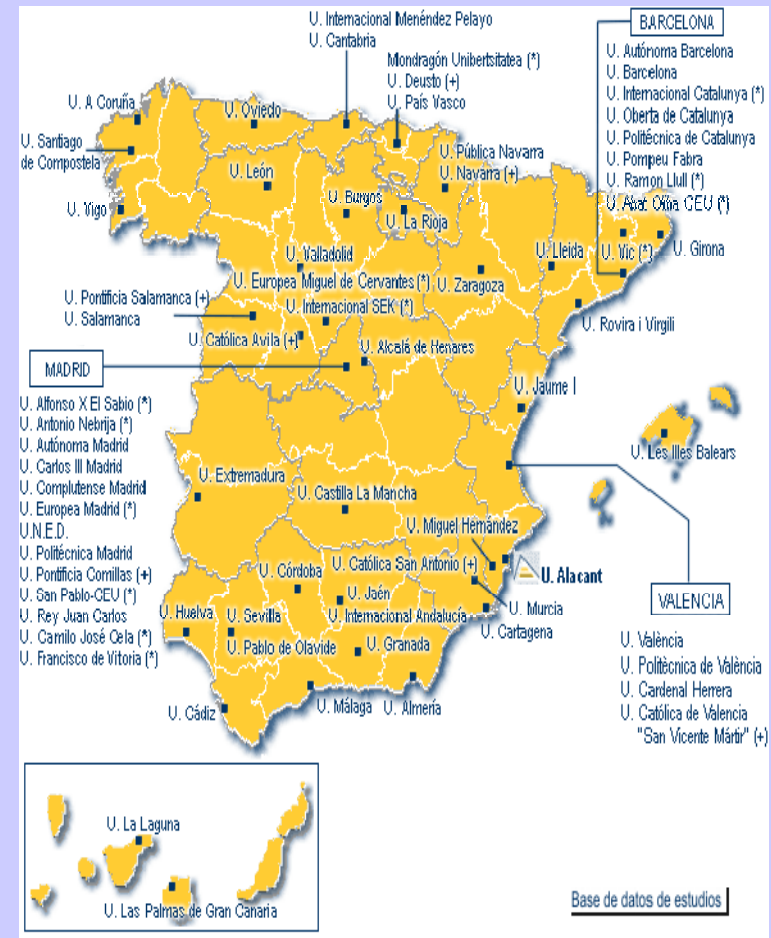 U. Internacional Menéndez Pelayo
U. Cantabria
Mondragón Unibertsitatea (*)
U. Deusto (+)
U. País Vasco
BARCELONA
U. Autónoma Barcelona
U. Barcelona
U. Internacional Catalunya (*)
U. Oberta de Catalunya
U. Politécnica de Catalunya
U. Pompeu Fabra
U. Ramon Llull (*)
U. Abat Oliba CEU (*)
U. A Coruña
U. Oviedo
U. Santiago
de Compostela
U. Pública Navarra
U. Navarra (+)
U. León
U. Vigo
U. Burgos
U. La Rioja
U. Valladolid
U. Europea Miguel de Cervantes (*)
U. Zaragoza
U. Lleida
U. Vic (*)
U. Girona
U. Pontificia Salamanca (+)
U. Salamanca
U. Internacional SEK (*)
U. Católica Avila (+)
U. Rovira i Virgili
U. Alcalá de Henares
MADRID
U. Alfonso X El Sabio (*)
U. Antonio Nebrija (*)
U. Autónoma Madrid
U. Carlos III Madrid
U. Complutense Madrid
U. Europea Madrid (*)
U.N.E.D.
U. Politécnica Madrid
U. Pontificia Comillas (+)
U. San Pablo-CEU (*)
U. Rey Juan Carlos
U. Camilo José Cela (*)
U. Francisco de Vitoria (*)
U. Jaume I
U. Les Illes Balears
U. Extremadura
U. Castilla La Mancha
U. Miguel Hernández
U. Católica San Antonio (+)
U. Alacant
U. Córdoba
U. Jaén
U. Internacional Andalucía
U. Murcia
U. Cartagena
U. Huelva
U. Sevilla
U. Pablo de Olavide
U. Granada
U. Cádiz
U. Málaga
U. Almería
VALENCIA
U. València
U. Politècnica de València
U. Cardenal Herrera
U. Católica de Valencia
"San Vicente Mártir" (+)
U. La Laguna
U. Las Palmas de Gran Canaria
Base de datos de estudios